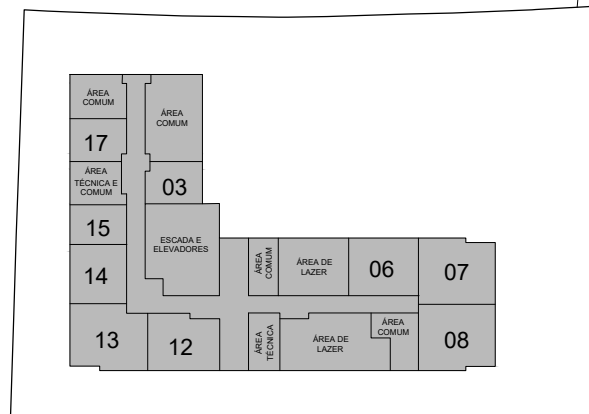 ÁREA
COMUM
ÁREA
COMUM
17
ÁREA
TÉCNICA E
COMUM
03
15
ESCADA E
ELEVADORES
14
ÁREA
COMUM
ÁREA DE
LAZER
06
07
13
12
ÁREA
TÉCNICA
ÁREA DE
LAZER
ÁREA
COMUM
08